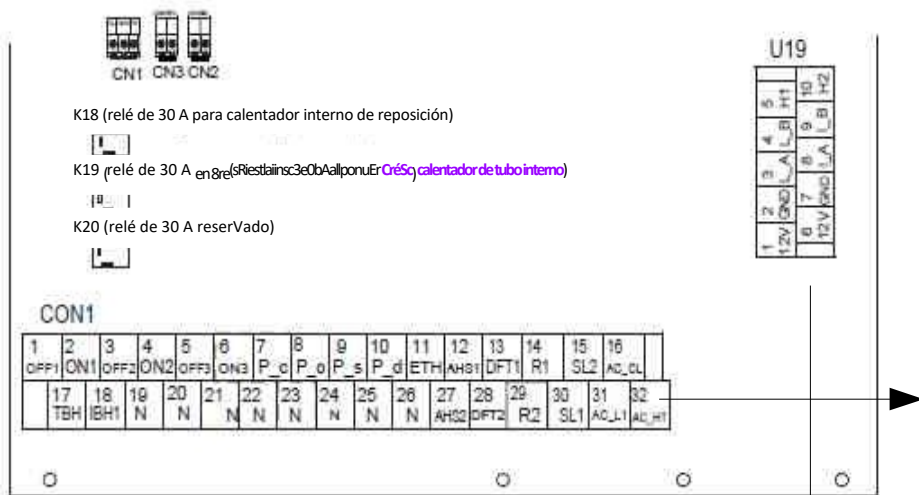 CN1 CN3 CN2
U19
K18 (relé de 30 A para calentador interno de reposición)
K19 (relé de 30 A calentador de tubo interno)
K20 (relé de 30 A reserVado)
5 H1 10 H2
4 L_B 9 L_B
3 L_A 8 L_A
2 GND 7 GND
1 12V 6 12V
CON1
1 2 3 4 5 6 7 8 9 10 11 12 13 14 15 16
OFF1 ON1 OFF2 ON2 OFF3 ON3 P_c P_o P_s P_d ETH AHS1 DFT1 R1 SL2 AC_CL
17 18 19 20 21 22 23 24 25 26 27 28 29 30 31 32
TBH IBH1 N N N N N N N N AHS2 DFT2 R2 SL1 AC_L1 AC_H1